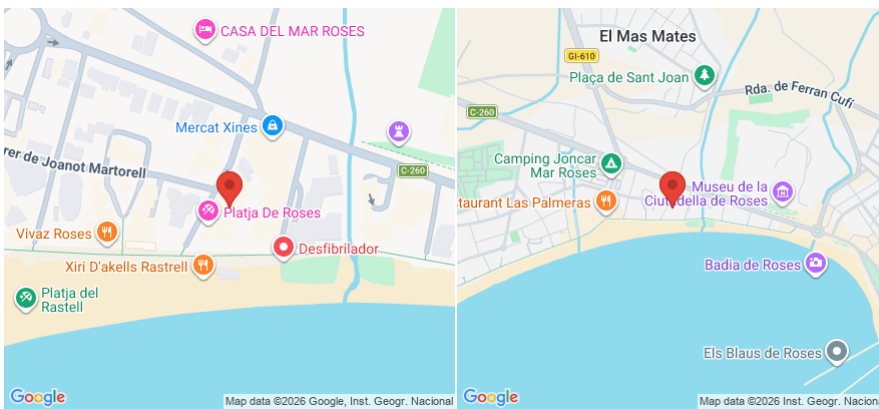 CASA DEL MAR ROSES
Mercat Xines
C-260
rer de Joanot Martorell
Platja De Roses
Vivaz Roses
Desfibrilador
Xiri D'akells Rastrell
Platja del
Rastell
Google
Map data ©2026 Google, Inst. Geogr. Nacional
El Mas Mates
GI-610
Plaça de Sant Joan
Rda. de Ferran Cufí
C-260
Camping Joncar
Mar Roses
Museu de la
Ciutadella de Roses
staurant Las Palmeras
Badia de Roses
Els Blaus de Roses
Google
Map data ©2026 Google, Inst. Geogr. Naciona